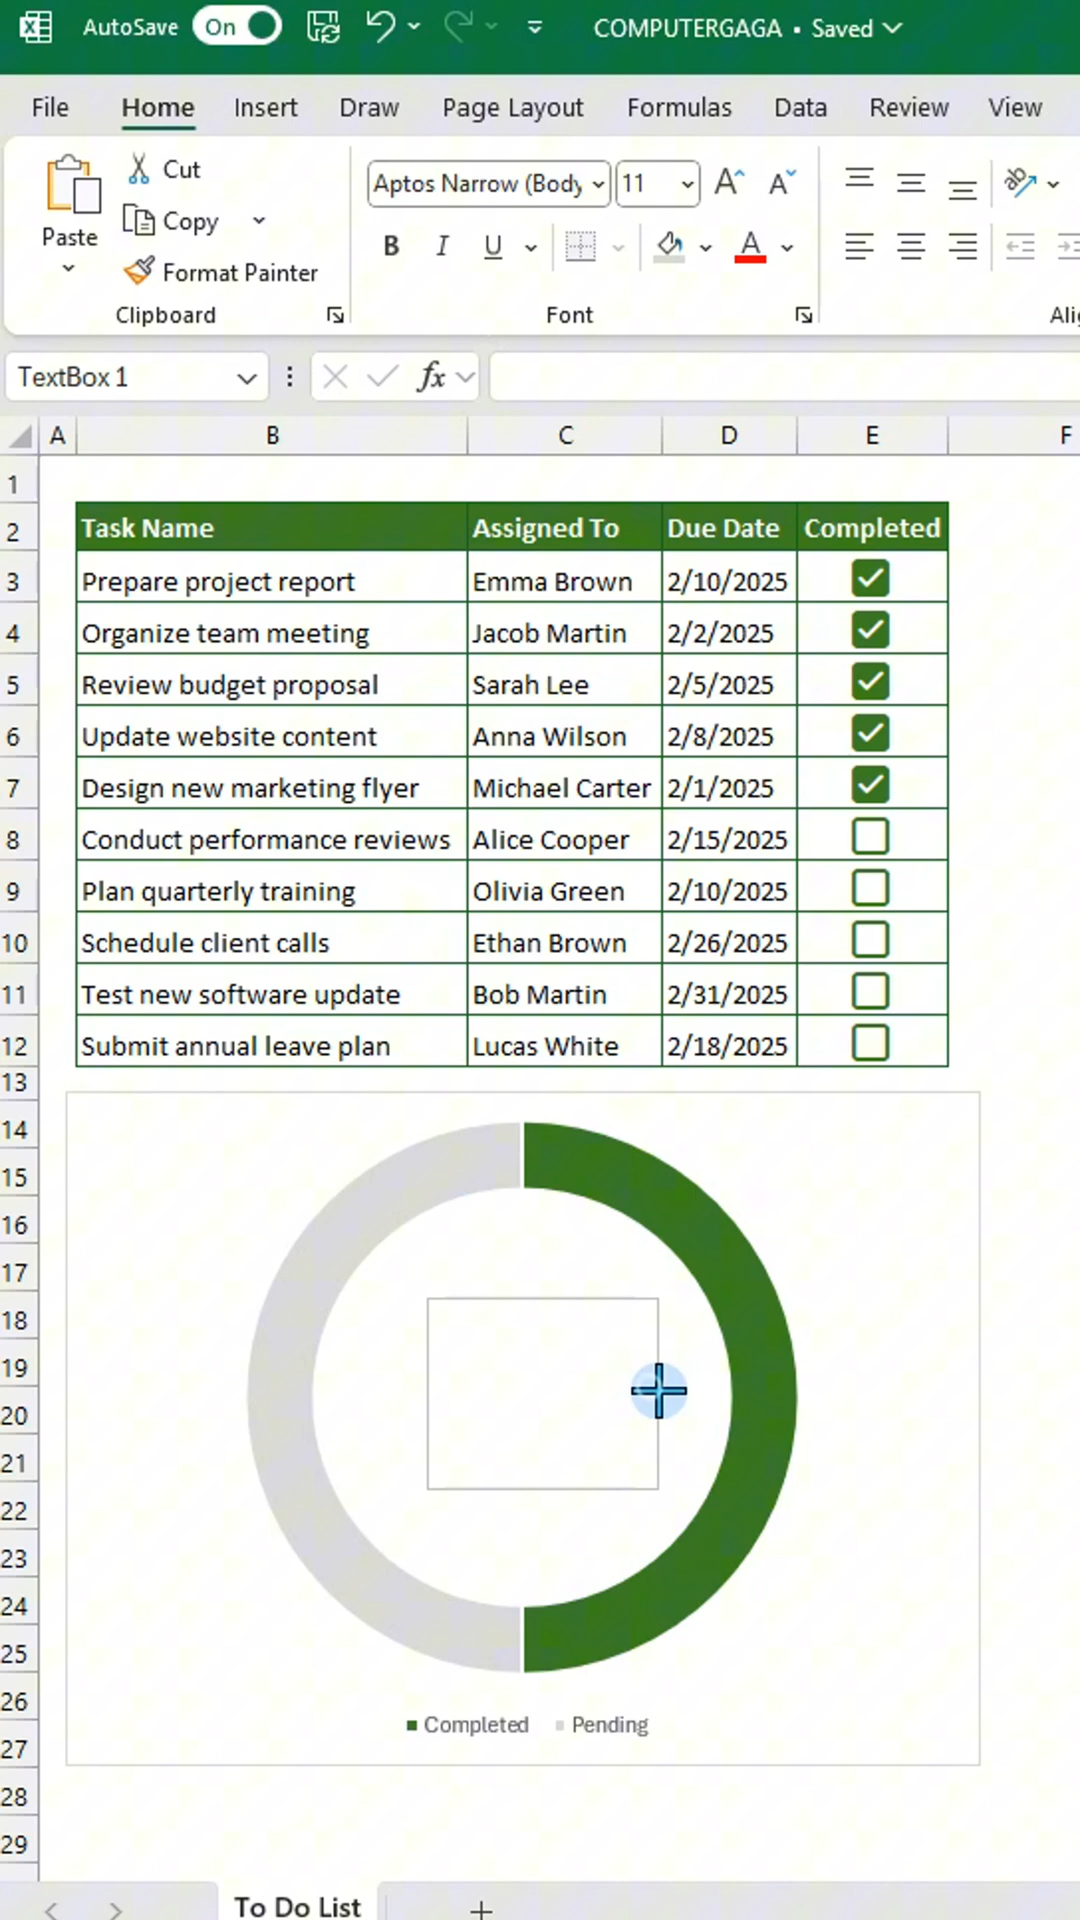 AutoSave On COMPUTERGAGA • Saved
File Home Insert Draw Page Layout Formulas Data Review View
Paste
Cut
Copy
Format Painter
Clipboard
Aptos Narrow (Body 11 A A
B I U A
ab
Font
Alig
TextBox 1 fx
A B C D E F
1
2 Task Name Assigned To Due Date Completed
3 Prepare project report Emma Brown 2/10/2025
4 Organize team meeting Jacob Martin 2/2/2025
5 Review budget proposal Sarah Lee 2/5/2025
6 Update website content Anna Wilson 2/8/2025
7 Design new marketing flyer Michael Carter 2/1/2025
8 Conduct performance reviews Alice Cooper 2/15/2025
9 Plan quarterly training Olivia Green 2/10/2025
10 Schedule client calls Ethan Brown 2/26/2025
11 Test new software update Bob Martin 2/31/2025
12 Submit annual leave plan Lucas White 2/18/2025
13
14
15
16
17
18
19
20
21
22
23
24
25
26
Completed Pending
27
28
29
To Do List